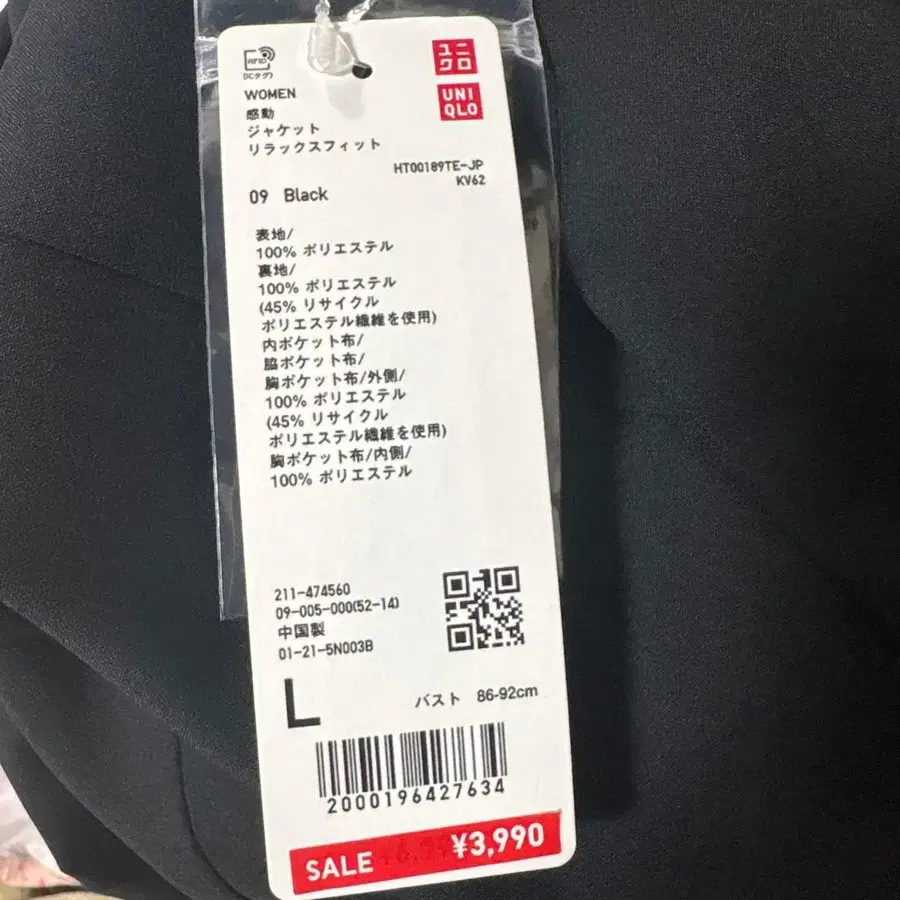 RFID
(ICタグ)
ユニクロ
UNIQLO
WOMEN
感動
ジャケット
リラックスフィット
HT00189TE-JP
KV62
09 Black
表地/
100% ポリエステル
裏地/
100% ポリエステル
(45% リサイクル
ポリエステル繊維を使用)
内ポケット布/
脇ポケット布/
胸ポケット布/外側/
100% ポリエステル
(45% リサイクル
ポリエステル繊維を使用)
胸ポケット布/内側/
100% ポリエステル
211-474560
09-005-000(52-14)
中国製
01-21-5N003B
L
バスト 86-92cm
2000196427634
SALE ¥3,990